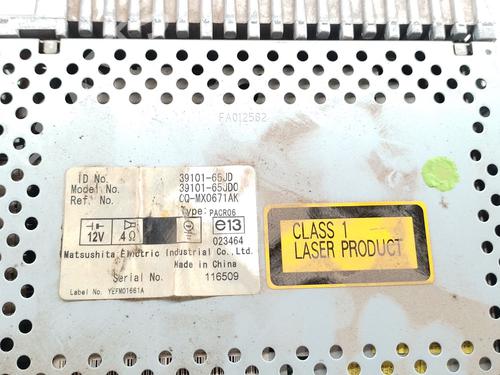 FA012562
ID No. 39101-65JD
Model No. 39101-65JD0
Ref. No. CQ-MX0671AK
Type: PACR06
12V 4Ω e13
023464
Matsushita Electric Industrial Co.,Ltd.
Made in China
Serial No. 116509
Label No. YEFM01661A
CLASS 1
LASER PRODUCT